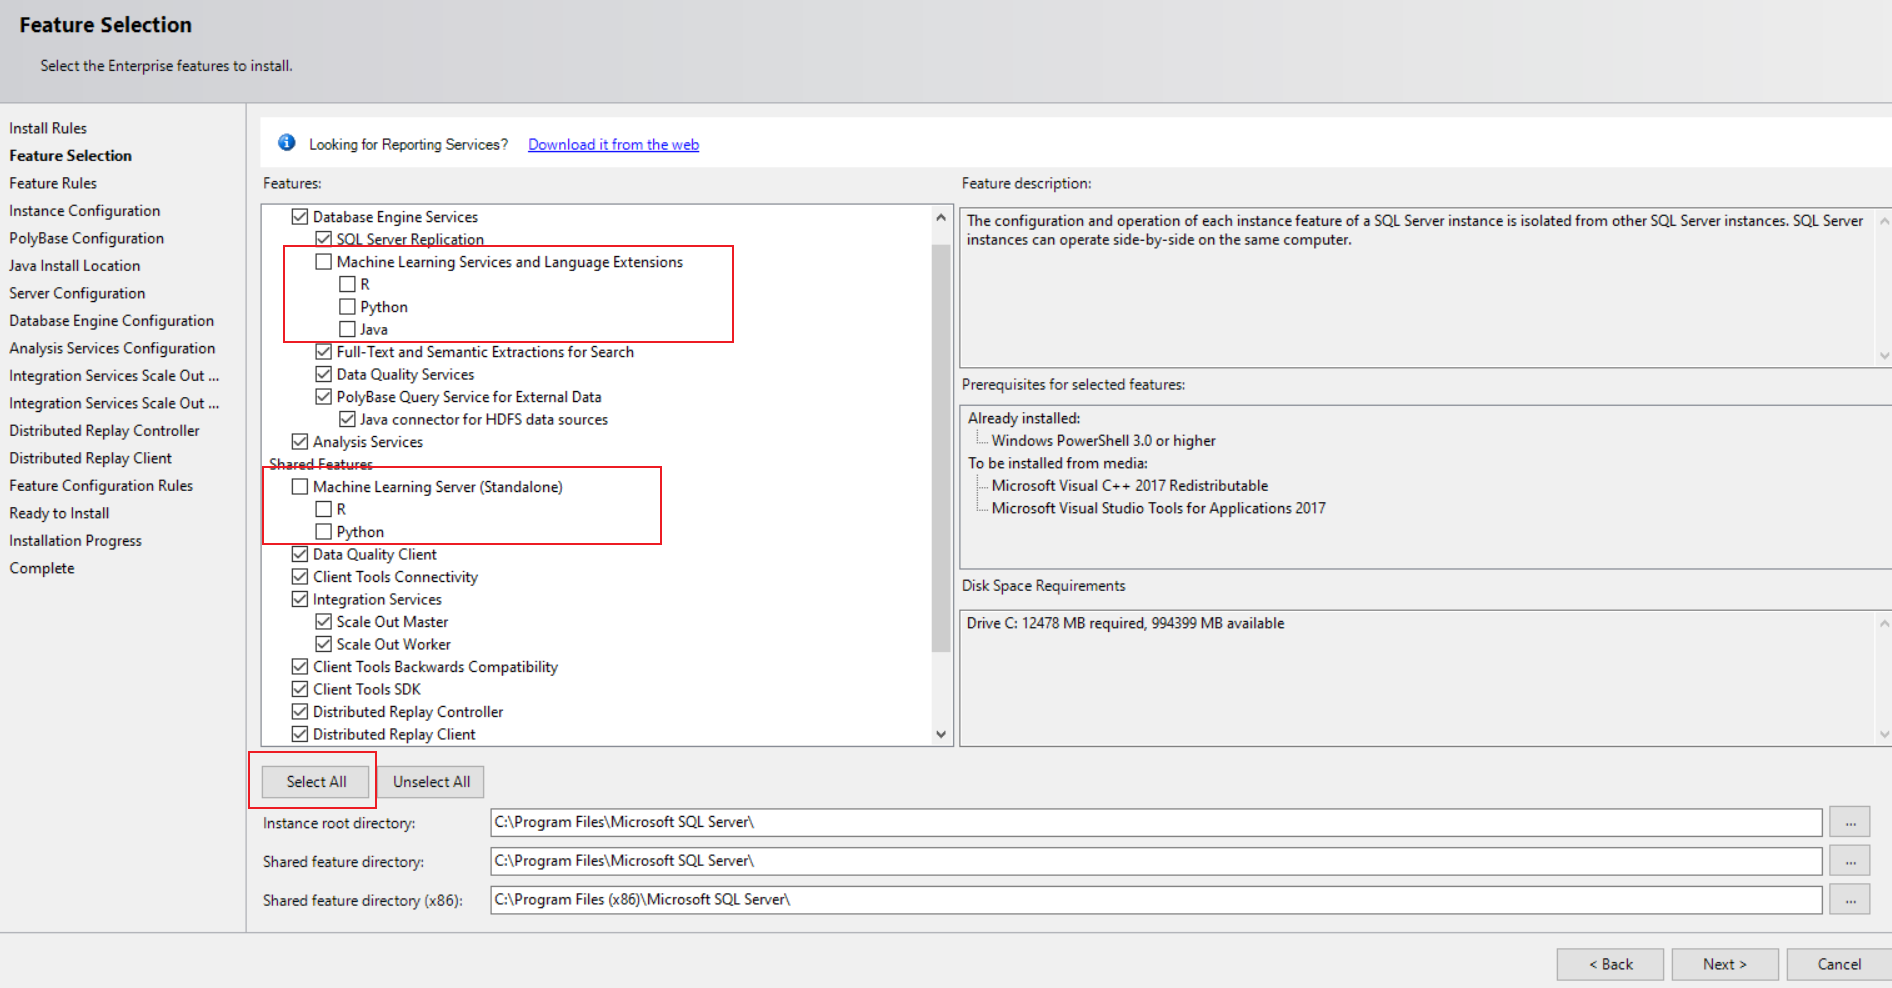 Feature Selection
Select the Enterprise features to install.
Install Rules
Feature Selection
Feature Rules
Instance Configuration
PolyBase Configuration
Java Install Location
Server Configuration
Database Engine Configuration
Analysis Services Configuration
Integration Services Scale Out ...
Integration Services Scale Out ...
Distributed Replay Controller
Distributed Replay Client
Feature Configuration Rules
Ready to Install
Installation Progress
Complete
Looking for Reporting Services? Download it from the web
Features:
Database Engine Services
SQL Server Replication
Machine Learning Services and Language Extensions
R
Python
Java
Full-Text and Semantic Extractions for Search
Data Quality Services
PolyBase Query Service for External Data
Java connector for HDFS data sources
Analysis Services
Shared Features
Machine Learning Server (Standalone)
R
Python
Data Quality Client
Client Tools Connectivity
Integration Services
Scale Out Master
Scale Out Worker
Client Tools Backwards Compatibility
Client Tools SDK
Distributed Replay Controller
Distributed Replay Client
Feature description:
The configuration and operation of each instance feature of a SQL Server instance is isolated from other SQL Server instances. SQL Server
instances can operate side-by-side on the same computer.
Prerequisites for selected features:
Already installed:
Windows PowerShell 3.0 or higher
To be installed from media:
Microsoft Visual C++ 2017 Redistributable
Microsoft Visual Studio Tools for Applications 2017
Disk Space Requirements
Drive C: 12478 MB required, 994399 MB available
Select All Unselect All
Instance root directory: C:\Program Files\Microsoft SQL Server\ ...
Shared feature directory: C:\Program Files\Microsoft SQL Server\ ...
Shared feature directory (x86): C:\Program Files (x86)\Microsoft SQL Server\ ...
< Back Next > Cancel